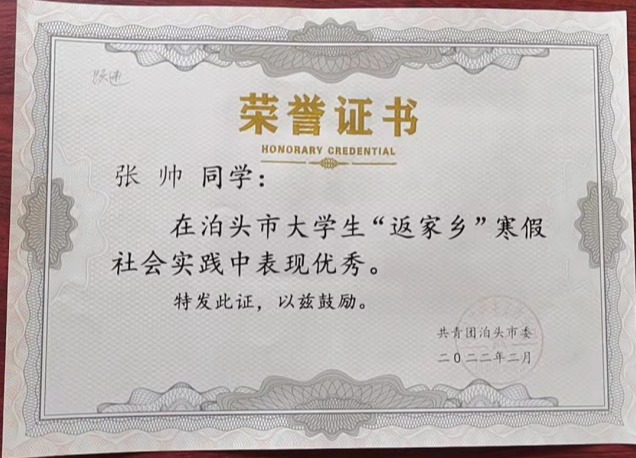 荣誉证书
HONORARY CREDENTIAL
张 帅 同学：
在泊头市大学生“返家乡”寒假
社会实践中表现优秀。
特发此证，以兹鼓励。
共青团泊头市委
二0二二年二月